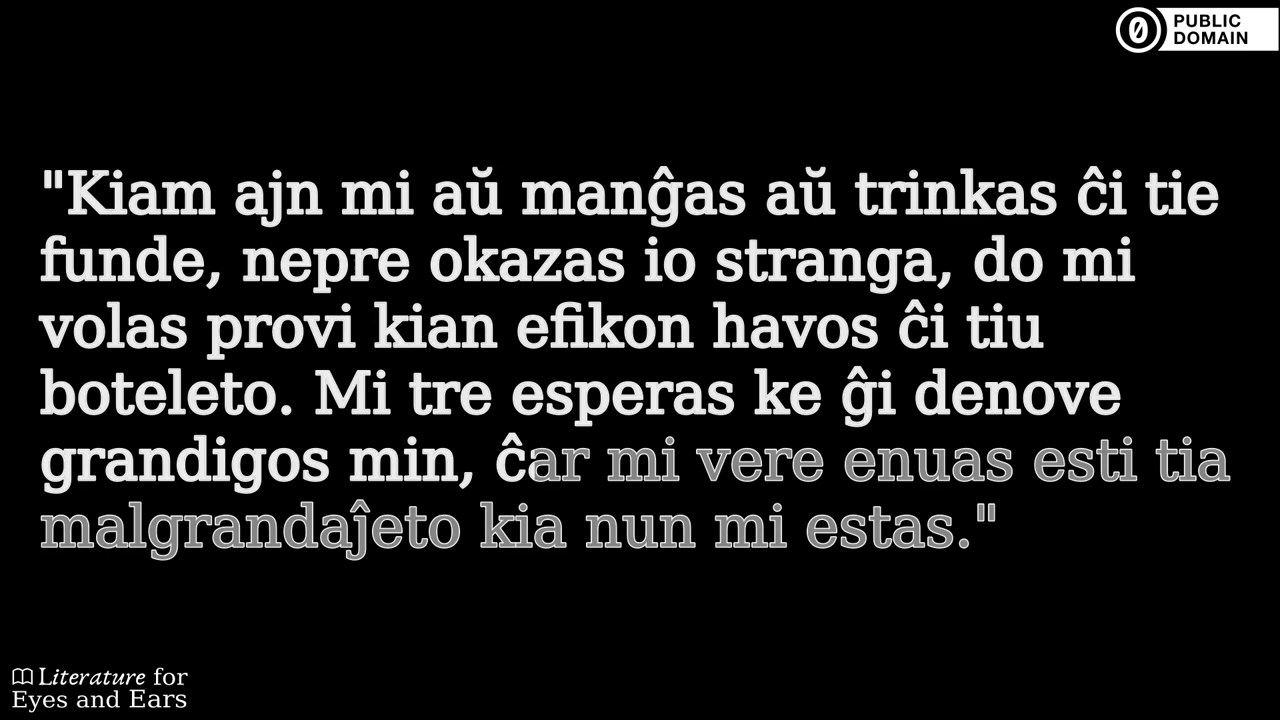 PUBLIC
DOMAIN
"Kiam ajn mi aŭ manĝas aŭ trinkas ĉi tie
funde, nepre okazas io stranga, do mi
volas provi kian efikon havos ĉi tiu
boteleto. Mi tre esperas ke ĝi denove
grandigos min, ĉar mi vere enuas esti tia
malgrandaĵeto kia nun mi estas."
Literature for
Eyes and Ears